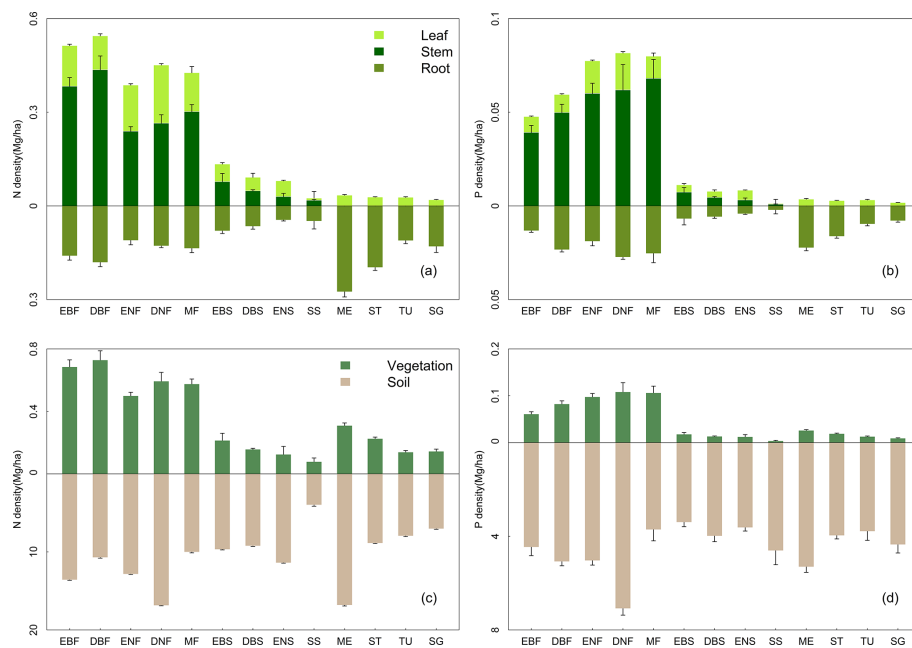 0.6
0.3
0
0.3
N density(Mg/ha)
Leaf
Stem
Root
(a)
EBF DBF ENF DNF MF EBS DBS ENS SS ME ST TU SG
0.1
0.05
0
0.05
P density(Mg/ha)
(b)
EBF DBF ENF DNF MF EBS DBS ENS SS ME ST TU SG
0.8
0.4
0
10
20
N density(Mg/ha)
Vegetation
Soil
(c)
EBF DBF ENF DNF MF EBS DBS ENS SS ME ST TU SG
0.2
0.1
0
4
8
P density(Mg/ha)
(d)
EBF DBF ENF DNF MF EBS DBS ENS SS ME ST TU SG